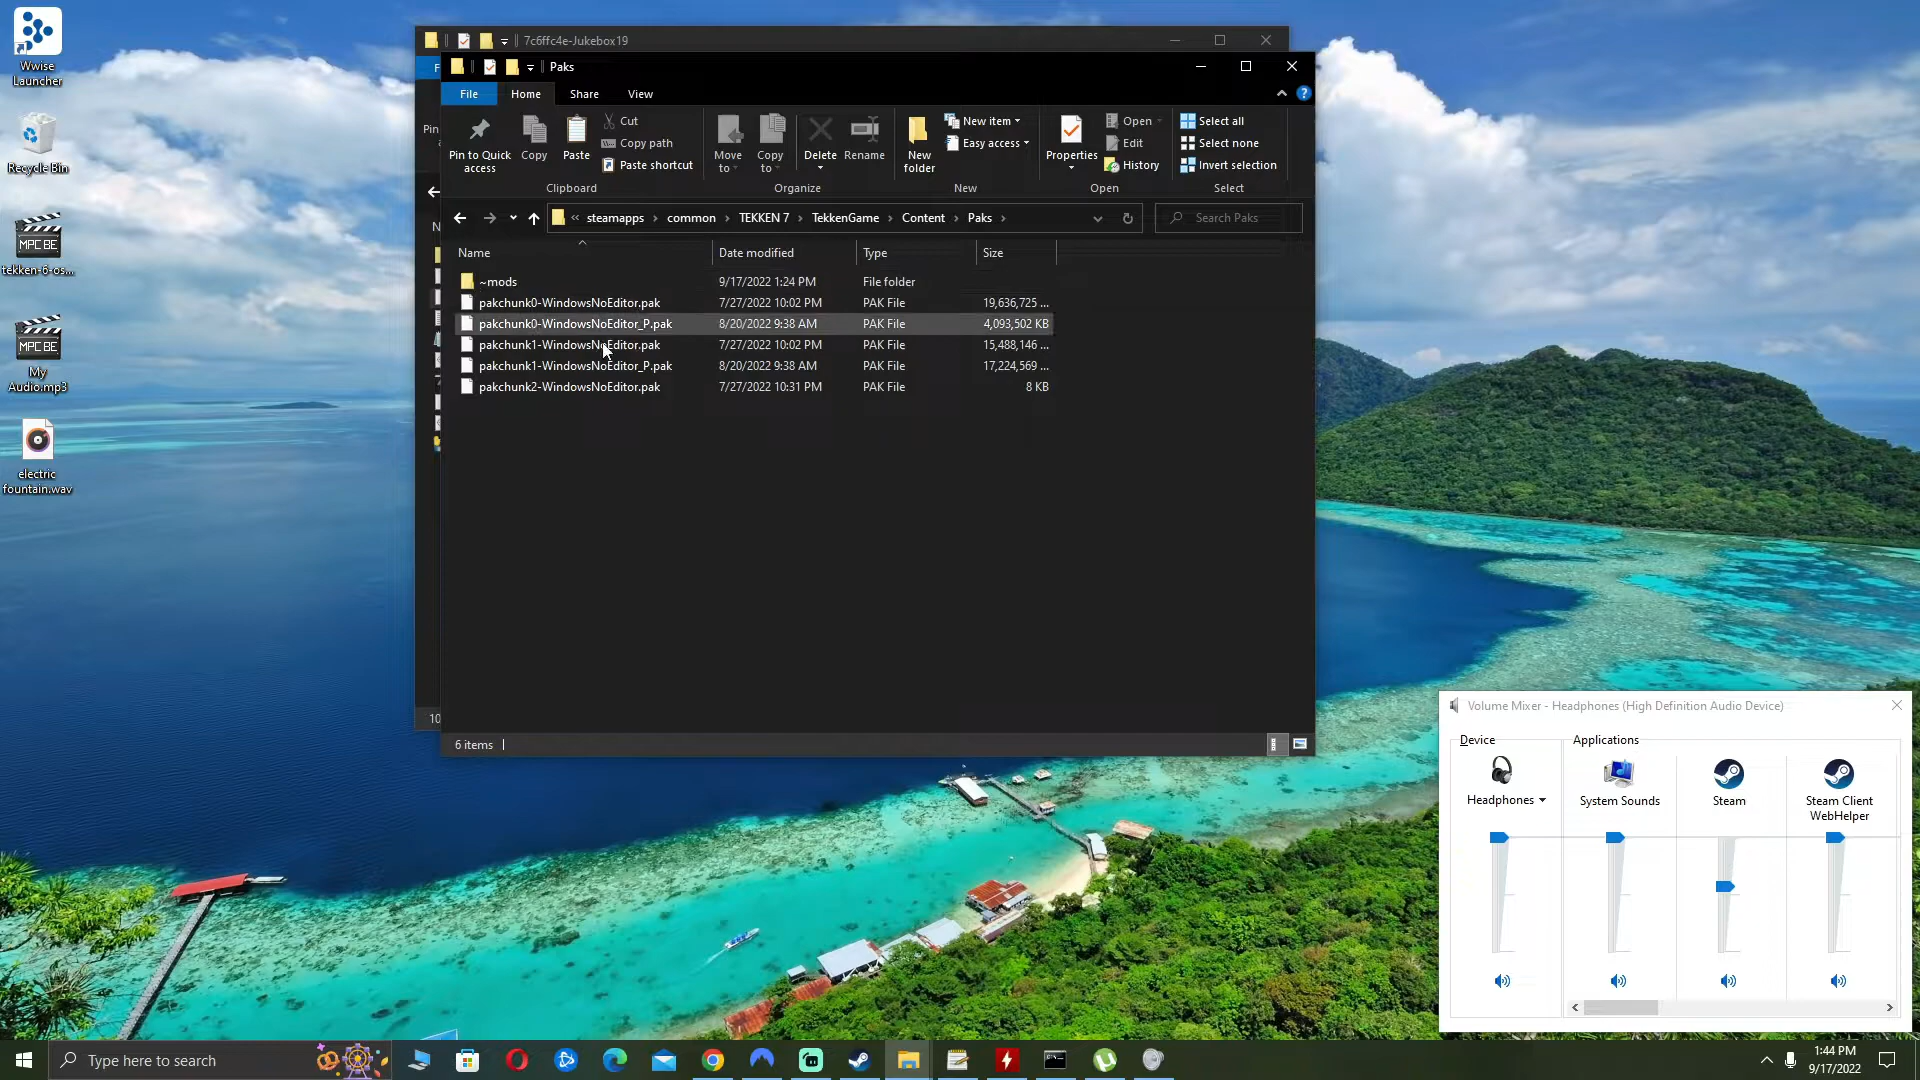 Wwise
Launcher
Recycle Bin
MPC BE
tekken-6-os...
MPC BE
My
Audio.mp3
electric
fountain.wav
7c6ffc4e-Jukebox19
Paks
File
Home
Share
View
Pin to Quick
access
Copy
Paste
Cut
Copy path
Paste shortcut
Clipboard
Move
to
Copy
to
Delete
Rename
Organize
New
folder
New item
Easy access
New
Properties
Open
Edit
History
Open
Select all
Select none
Invert selection
Select
« steamapps › common › TEKKEN 7 › TekkenGame › Content › Paks ›
Search Paks
Name Date modified Type Size
~mods 9/17/2022 1:24 PM File folder
pakchunk0-WindowsNoEditor.pak 7/27/2022 10:02 PM PAK File 19,636,725 ...
pakchunk0-WindowsNoEditor_P.pak 8/20/2022 9:38 AM PAK File 4,093,502 KB
pakchunk1-WindowsNoEditor.pak 7/27/2022 10:02 PM PAK File 15,488,146 ...
pakchunk1-WindowsNoEditor_P.pak 8/20/2022 9:38 AM PAK File 17,224,569 ...
pakchunk2-WindowsNoEditor.pak 7/27/2022 10:31 PM PAK File 8 KB
6 items
Volume Mixer - Headphones (High Definition Audio Device)
Device
Applications
Headphones
System Sounds
Steam
Steam Client
WebHelper
Type here to search
1:44 PM
9/17/2022